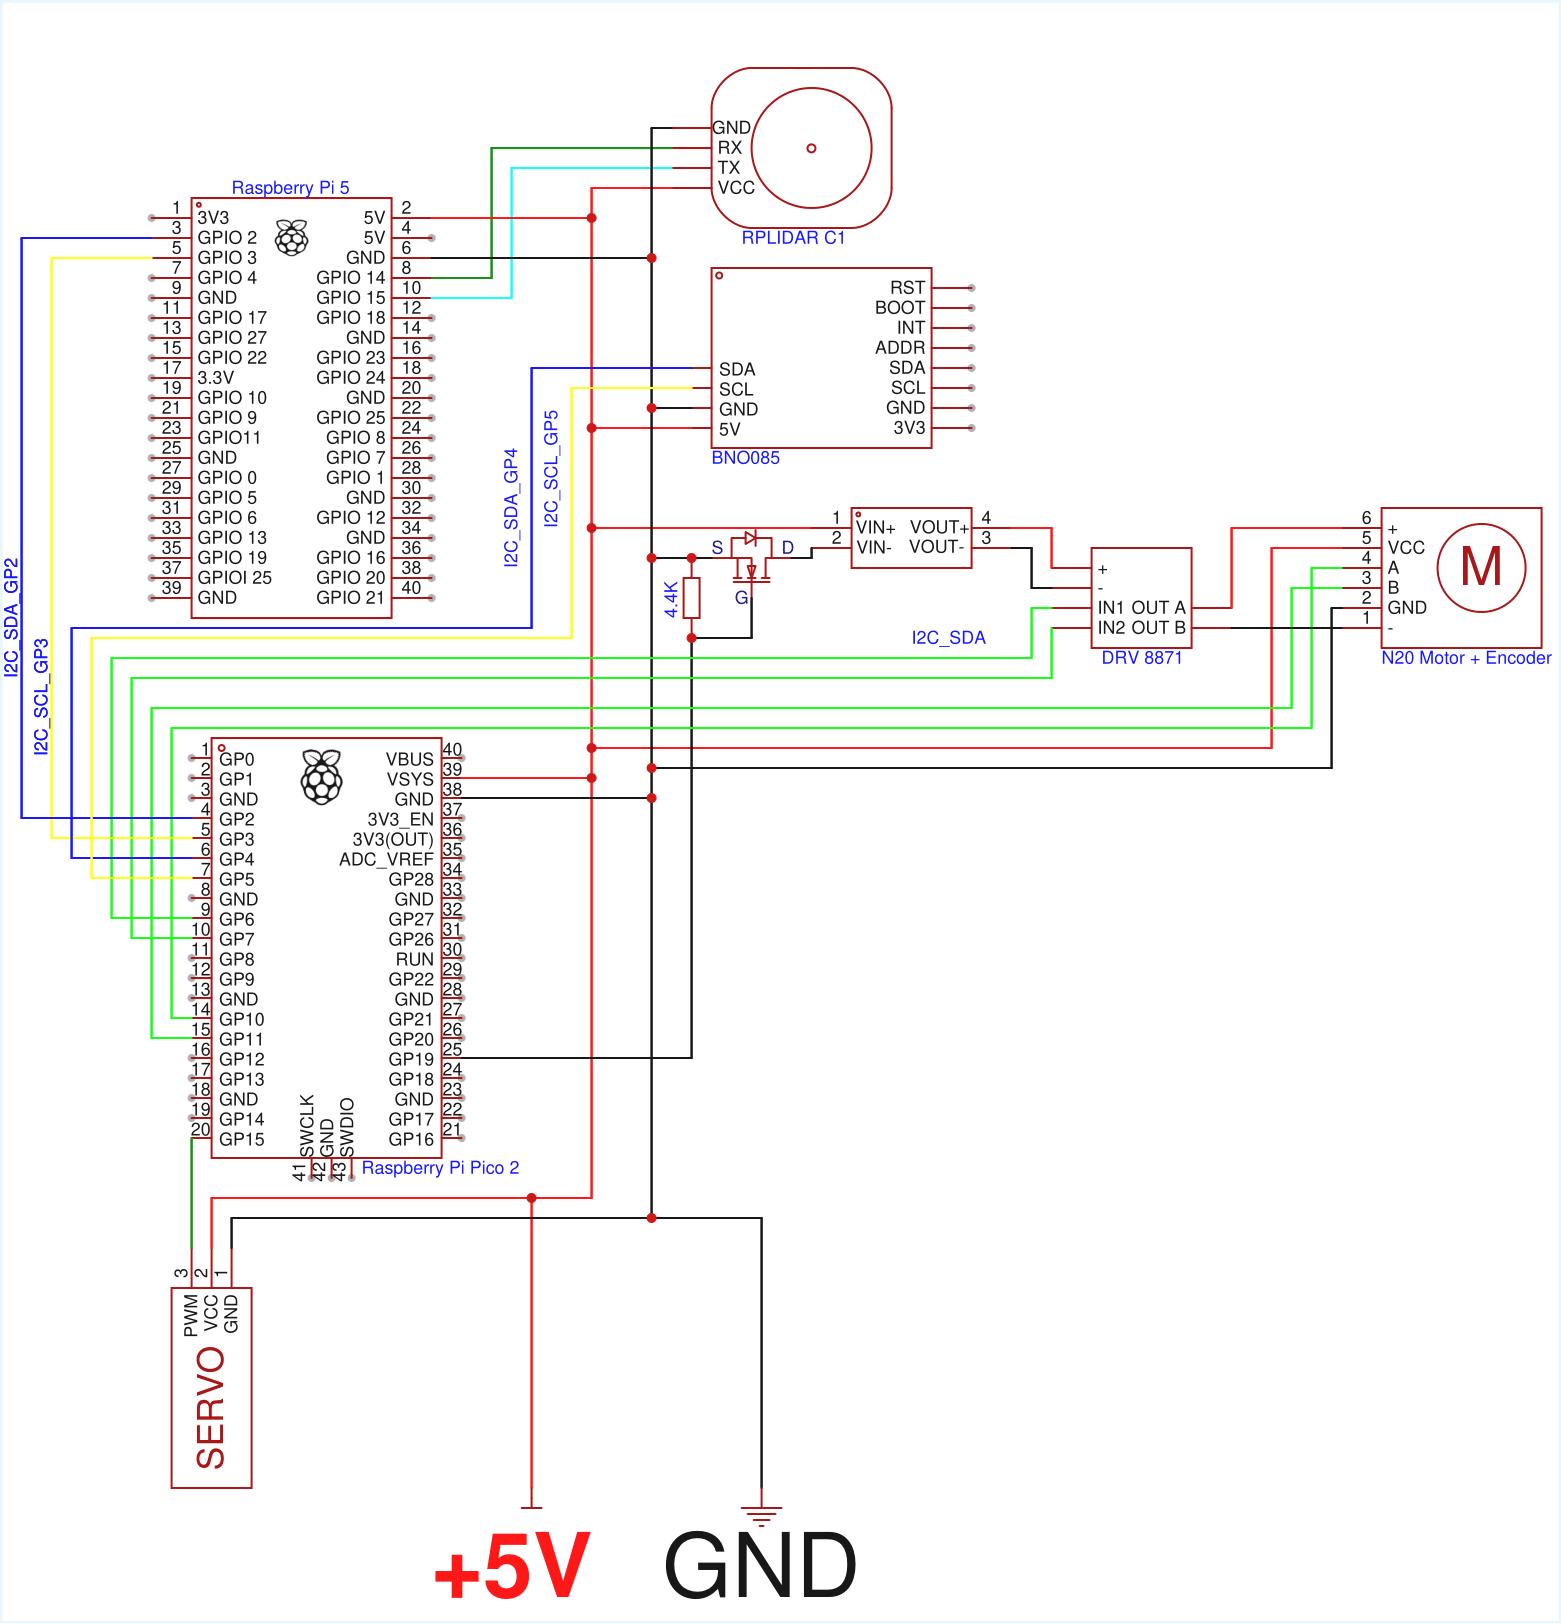 GND
RX
TX
VCC
RPLIDAR C1
Raspberry Pi 5
1 3V3 5V 2
3 GPIO 2 5V 4
5 GPIO 3 GND 6
7 GPIO 4 GPIO 14 8
9 GND GPIO 15 10
11 GPIO 17 GPIO 18 12
13 GPIO 27 GND 14
15 GPIO 22 GPIO 23 16
17 3.3V GPIO 24 18
19 GPIO 10 GND 20
21 GPIO 9 GPIO 25 22
23 GPIO11 GPIO 8 24
25 GND GPIO 7 26
27 GPIO 0 GPIO 1 28
29 GPIO 5 GND 30
31 GPIO 6 GPIO 12 32
33 GPIO 13 GND 34
35 GPIO 19 GPIO 16 36
37 GPIOI 25 GPIO 20 38
39 GND GPIO 21 40
RST
BOOT
INT
ADDR
SDA SDA
SCL SCL
GND GND
5V 3V3
BNO085
I2C_SDA_GP4
I2C_SCL_GP5
I2C_SDA_GP2
I2C_SCL_GP3
S D
G
4.4K
1 VIN+ VOUT+ 4
2 VIN- VOUT- 3
+
-
IN1 OUT A
IN2 OUT B
DRV 8871
I2C_SDA
6 +
5 VCC
4 A
3 B
2 GND
1 -
M
N20 Motor + Encoder
1 GP0 VBUS 40
2 GP1 VSYS 39
3 GND GND 38
4 GP2 3V3_EN 37
5 GP3 3V3(OUT) 36
6 GP4 ADC_VREF 35
7 GP5 GP28 34
8 GND GND 33
9 GP6 GP27 32
10 GP7 GP26 31
11 GP8 RUN 30
12 GP9 GP22 29
13 GND GND 28
14 GP10 GP21 27
15 GP11 GP20 26
16 GP12 GP19 25
17 GP13 GP18 24
18 GND GND 23
19 GP14 GP17 22
20 GP15 GP16 21
41 SWCLK
42 GND
43 SWDIO
Raspberry Pi Pico 2
3 PWM
2 VCC
1 GND
SERVO
+5V
GND